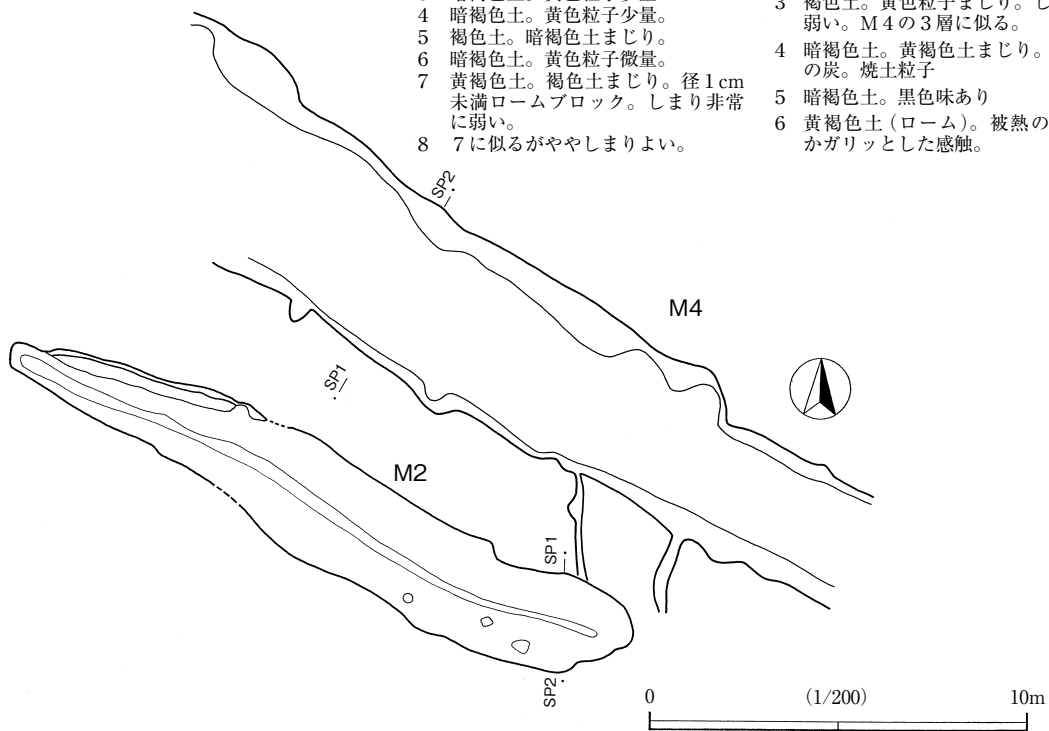 4 暗褐色土。黄色粒子少量。
5 褐色土。暗褐色土まじり。
6 暗褐色土。黄色粒子微量。
7 黄褐色土。褐色土まじり。径1cm
未満ロームブロック。しまり非常
に弱い。
8 7に似るがややしまりよい。
3 褐色土。黄色粒子まじり。し
弱い。M4の3層に似る。
4 暗褐色土。黄褐色土まじり。
の炭。焼土粒子
5 暗褐色土。黒色味あり
6 黄褐色土(ローム)。被熱の
かガリッとした感触。
SP2
M4
SP1
M2
SP1
SP2
0 (1/200) 10m